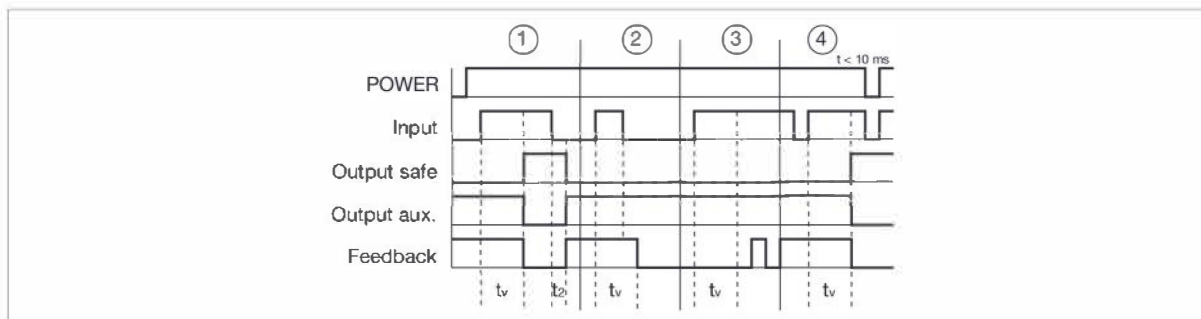 ① ② ③ ④
t < 10 ms
POWER
Input
Output safe
Output aux.
Feedback
tv t2 tv tv tv